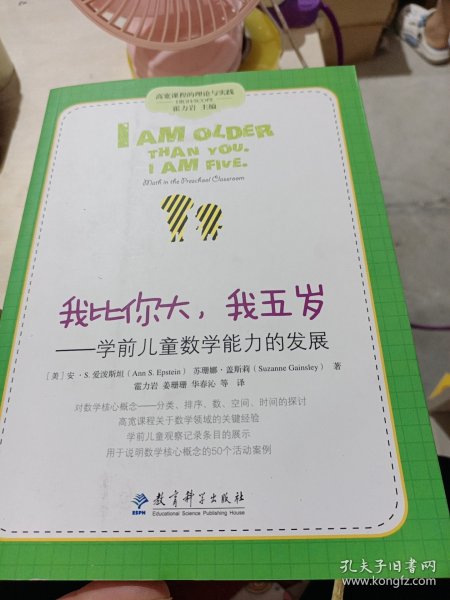 高宽课程的理论与实践
HIGH/SCOPE
霍力岩 主编
I AM OLDER
THAN YOU.
I AM FIVE.
Math in the Preschool Classroom
我比你大，我五岁
——学前儿童数学能力的发展
［美］安·S.爱泼斯坦（Ann S. Epstein） 苏珊娜·盖斯莉（Suzanne Gainsley） 著
霍力岩 姜珊珊 华春沁 等 译
对数学核心概念——分类、排序、数、空间、时间的探讨
高宽课程关于数学领域的关键经验
学前儿童观察记录条目的展示
用于说明数学核心概念的50个活动案例
教育科学出版社
Educational Science Publishing House
ESPH
孔夫子旧书网
www.kongfz.com